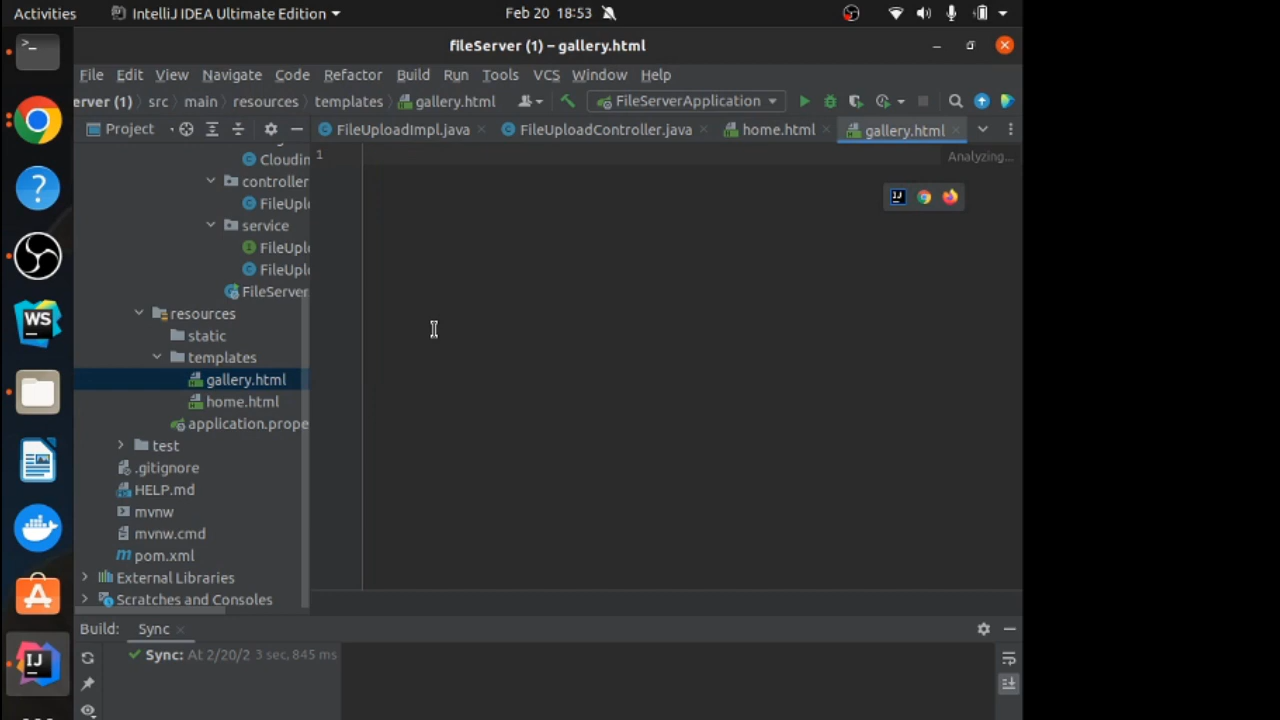 Activities IntelliJ IDEA Ultimate Edition Feb 20 18:53
fileServer (1) – gallery.html
File Edit View Navigate Code Refactor Build Run Tools VCS Window Help
erver (1) src main resources templates gallery.html FileServerApplication
Project FileUploadImpl.java FileUploadController.java home.html gallery.html
1 Analyzing...
Cloudin
controller
FileUplo
service
FileUplo
FileUplo
FileServer
resources
static
templates
gallery.html
home.html
application.prope
test
.gitignore
HELP.md
mvnw
mvnw.cmd
pom.xml
External Libraries
Scratches and Consoles
Build: Sync
Sync: At 2/20/2 3 sec, 845 ms